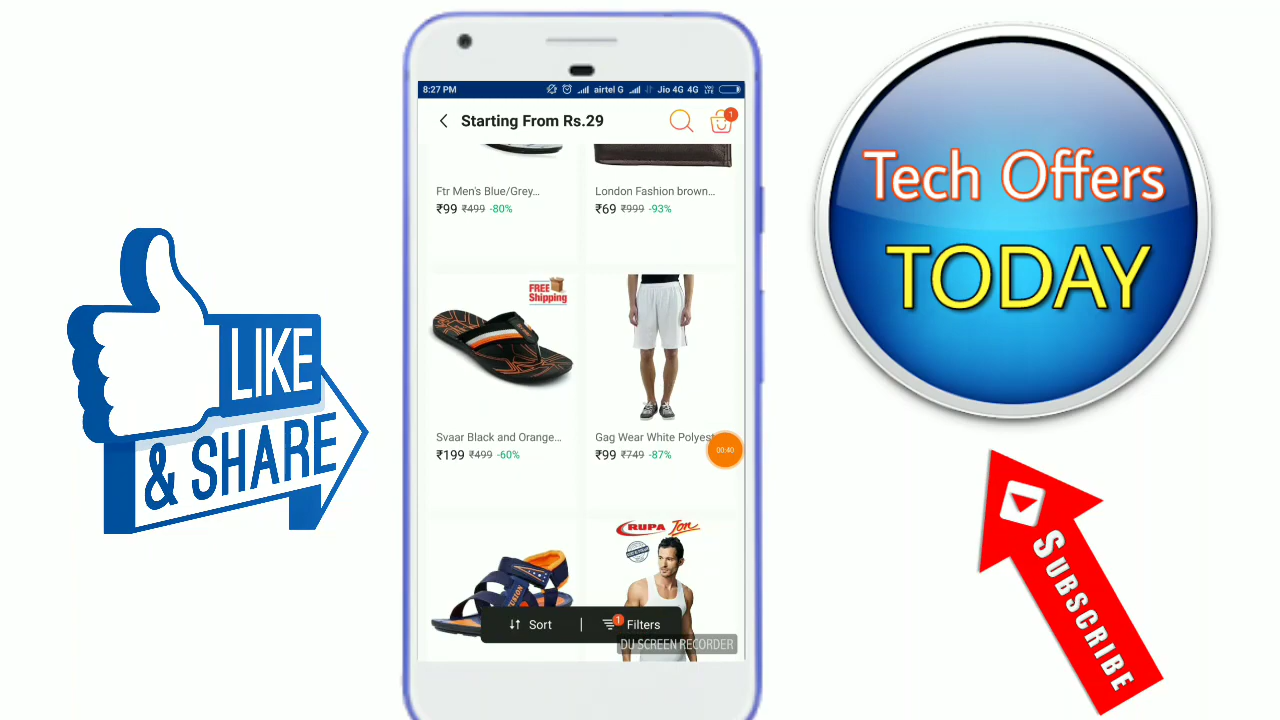 LIKE
& SHARE
8:27 PM
airtel G
Jio 4G 4G
VoLTE
Starting From Rs.29
1
Ftr Men's Blue/Grey...
₹99 ₹499 -80%
London Fashion brown...
₹69 ₹999 -93%
FREE
Shipping
Svaar Black and Orange...
₹199 ₹499 -60%
Gag Wear White Polyest
₹99 ₹749 -87%
00:40
RUPA Jon
Sort
1
Filters
DU SCREEN RECORDER
Tech Offers
TODAY
SUBSCRIBE